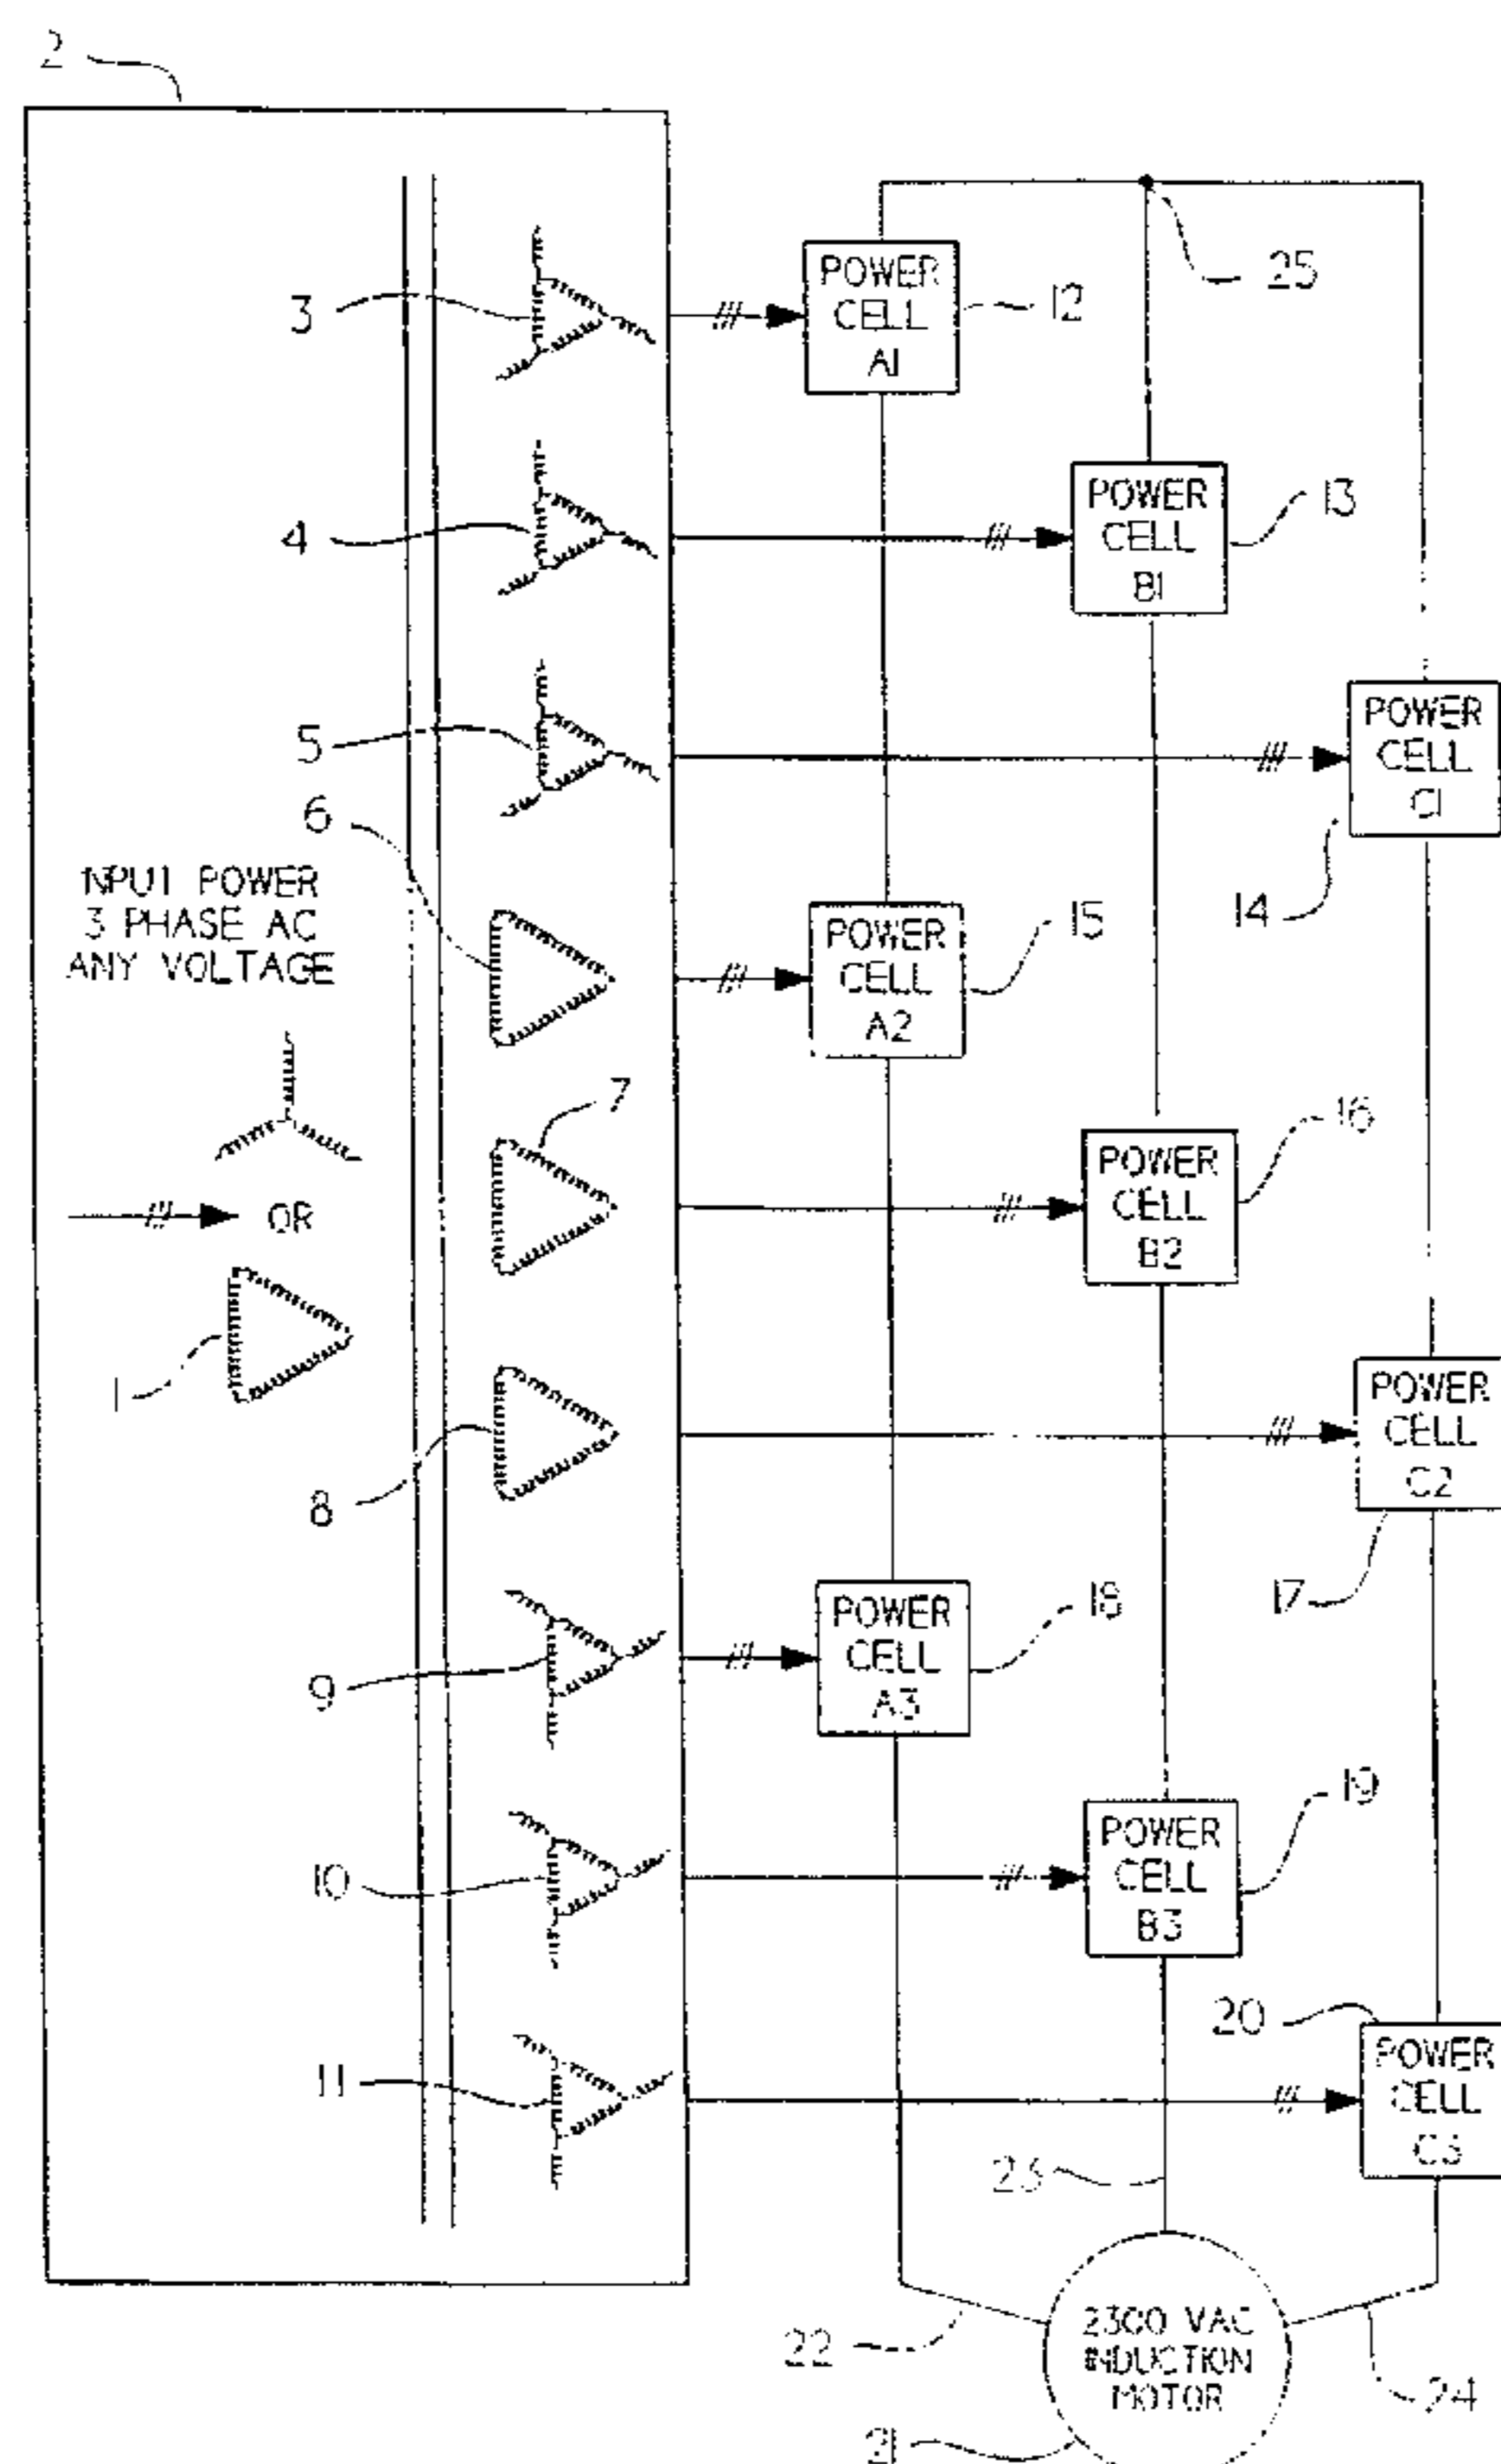 2
25
3
POWER
CELL
A1
12
4
POWER
CELL
B1
13
5
POWER
CELL
C1
14
6
INPUT POWER
3 PHASE AC
ANY VOLTAGE
POWER
CELL
A2
15
7
POWER
CELL
B2
16
OR
1
8
POWER
CELL
C2
17
9
POWER
CELL
A3
18
10
POWER
CELL
B3
19
11
20
POWER
CELL
C3
23
22
2300 VAC
INDUCTION
MOTOR
24
21